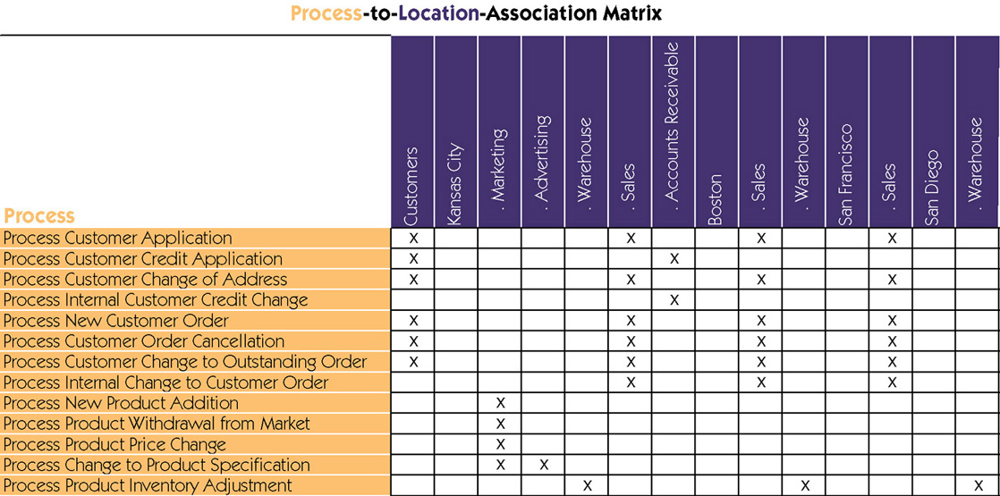 Process-to-Location-Association Matrix
Process
Customers
Kansas City
. Marketing
. Advertising
. Warehouse
. Sales
. Accounts Receivable
Boston
. Sales
. Warehouse
San Francisco
. Sales
San Diego
. Warehouse
Process Customer Application X X X X
Process Customer Credit Application X X
Process Customer Change of Address X X X X
Process Internal Customer Credit Change X
Process New Customer Order X X X X
Process Customer Order Cancellation X X X X
Process Customer Change to Outstanding Order X X X X
Process Internal Change to Customer Order X X X
Process New Product Addition X
Process Product Withdrawal from Market X
Process Product Price Change X
Process Change to Product Specification X X
Process Product Inventory Adjustment X X X